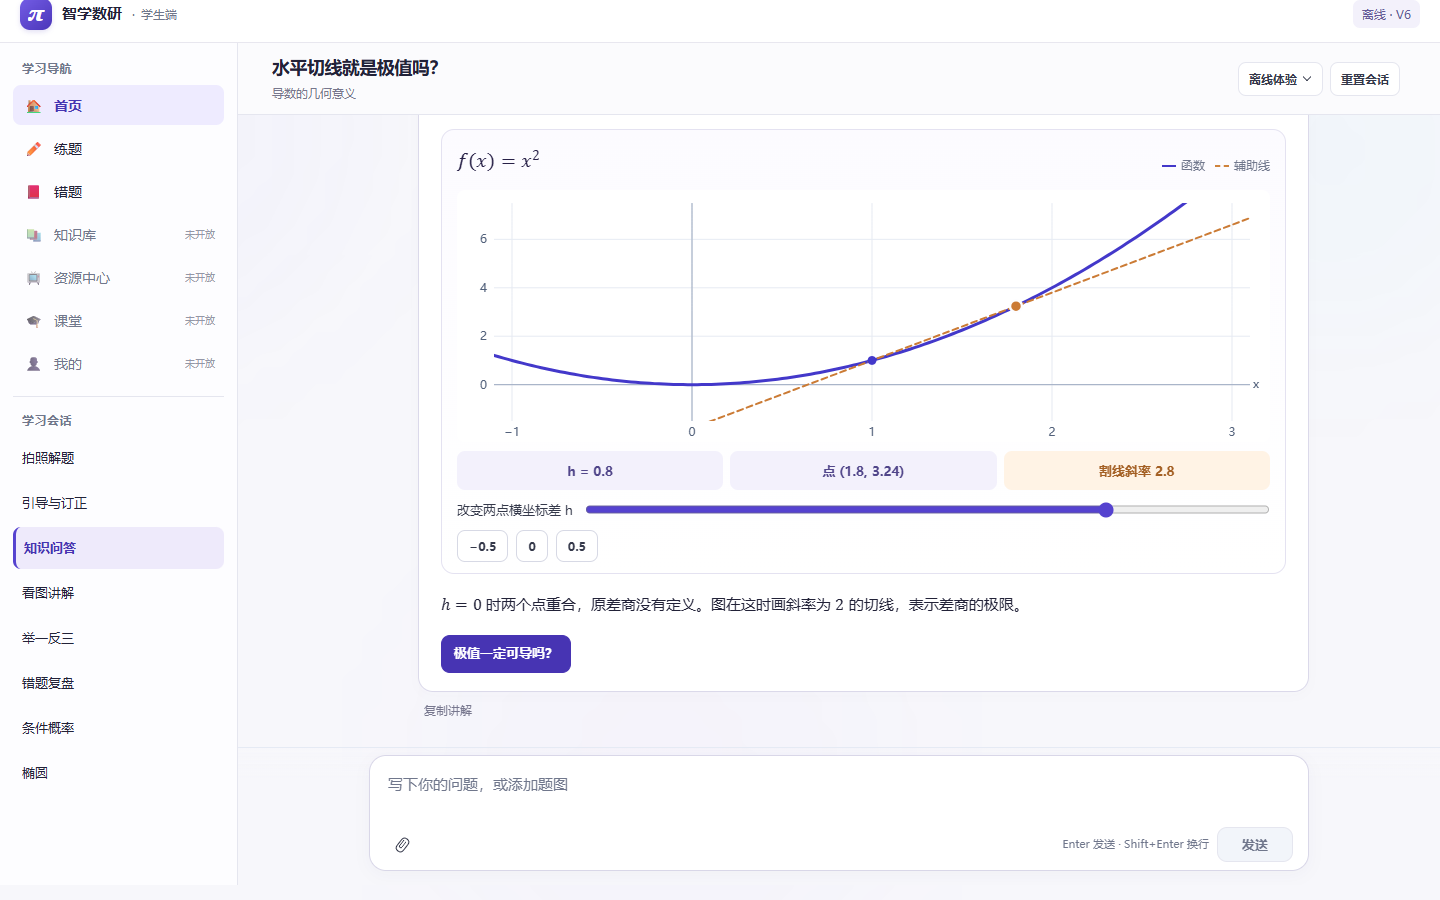 π 智学数研 · 学生端
离线 · V6
学习导航
首页
练题
错题
知识库 未开放
资源中心 未开放
课堂 未开放
我的 未开放
学习会话
拍照解题
引导与订正
知识问答
看图讲解
举一反三
错题复盘
条件概率
椭圆
水平切线就是极值吗？
导数的几何意义
离线体验
重置会话
f(x) = x²
函数 辅助线
6
4
2
0
x
−1 0 1 2 3
h = 0.8
点 (1.8, 3.24)
割线斜率 2.8
改变两点横坐标差 h
−0.5 0 0.5
h = 0 时两个点重合，原差商没有定义。图在这时画斜率为 2 的切线，表示差商的极限。
极值一定可导吗？
复制讲解
写下你的问题，或添加题图
Enter 发送 · Shift+Enter 换行
发送